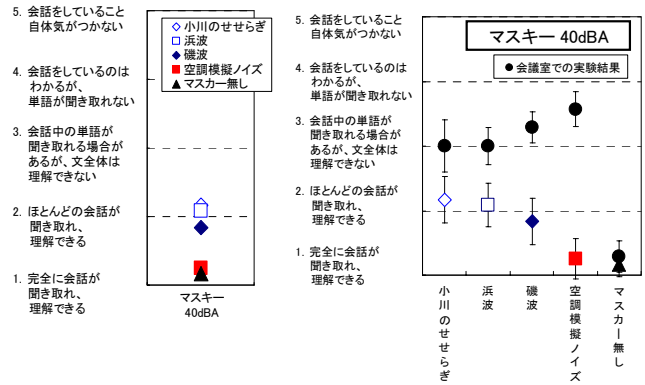 5. 会話をしていること
自体気がつかない
4. 会話をしているのは
わかるが、
単語が聞き取れない
3. 会話中の単語が
聞き取れる場合が
あるが、文全体は
理解できない
2. ほとんどの会話が
聞き取れ、
理解できる
1. 完全に会話が
聞き取れ、
理解できる
小川のせせらぎ
浜波
磯波
空調模擬ノイズ
マスカー無し
マスキー
40dBA
5. 会話をしていること
自体気がつかない
4. 会話をしているのは
わかるが、
単語が聞き取れない
3. 会話中の単語が
聞き取れる場合が
あるが、文全体は
理解できない
2. ほとんどの会話が
聞き取れ、
理解できる
1. 完全に会話が
聞き取れ、
理解できる
マスキー 40dBA
会議室での実験結果
小川のせせらぎ
浜波
磯波
空調模擬ノイズ
マスカー無し